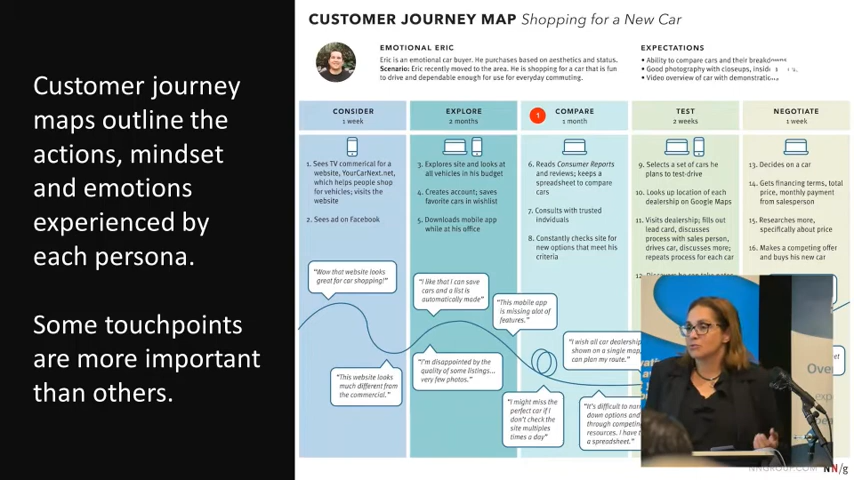 CUSTOMER JOURNEY MAP Shopping for a New Car
Customer journey
maps outline the
actions, mindset
and emotions
experienced by
each persona.
Some touchpoints
are more important
than others.
EMOTIONAL ERIC
Eric is an emotional car buyer. He purchases based on aesthetics and status.
Scenario: Eric recently moved to the area. He is shopping for a car that is fun
to drive and dependable enough for use for everyday commuting.
EXPECTATIONS
• Ability to compare cars and their
• Good photography with closeups,
• Video overview of car with
CONSIDER
1 week
EXPLORE
2 months
1
COMPARE
1 month
TEST
2 weeks
NEGOTIATE
1 week
1. Sees TV commerical for a
website, YourCarNext.net,
which helps people shop
for vehicles; visits the
website
2. Sees ad on Facebook
3. Explores site and looks at
all vehicles in his budget
4. Creates account; saves
favorite cars in wishlist
5. Downloads mobile app
while at his office
6. Reads Consumer Reports
and reviews; keeps a
spreadsheet to compare
cars
7. Consults with trusted
indviduals
8. Constantly checks site for
new options that meet his
criteria
9. Selects a set of cars he
plans to test-drive
10. Looks up location of each
dealership on Google Maps
11. Visits dealership; fills out
lead card, discusses
process with sales person,
drives car, discusses more;
repeats process for each car
12.
13. Decides on a car
14. Gets financing terms, total
price, monthly payment
from salesperson
15. Researches more,
specifically about price
16. Makes a competing offer
and buys his new car
"Wow that website looks
great for car shopping!"
"This website looks
much different from
the commercial."
"I like that I can save
cars and a list is
automatically made"
"I'm disappointed by the
quality of some listings...
very few photos."
"This mobile app
is missing alot of
features."
"I might miss the
perfect car if I
don't check the
site multiples
times a day"
"I wish all car dealership
shown on a single map,
can plan my route."
"It's difficult to
down options and
through
resources. I
a spreadsheet."
Over
NNGROUP.COM NN/g